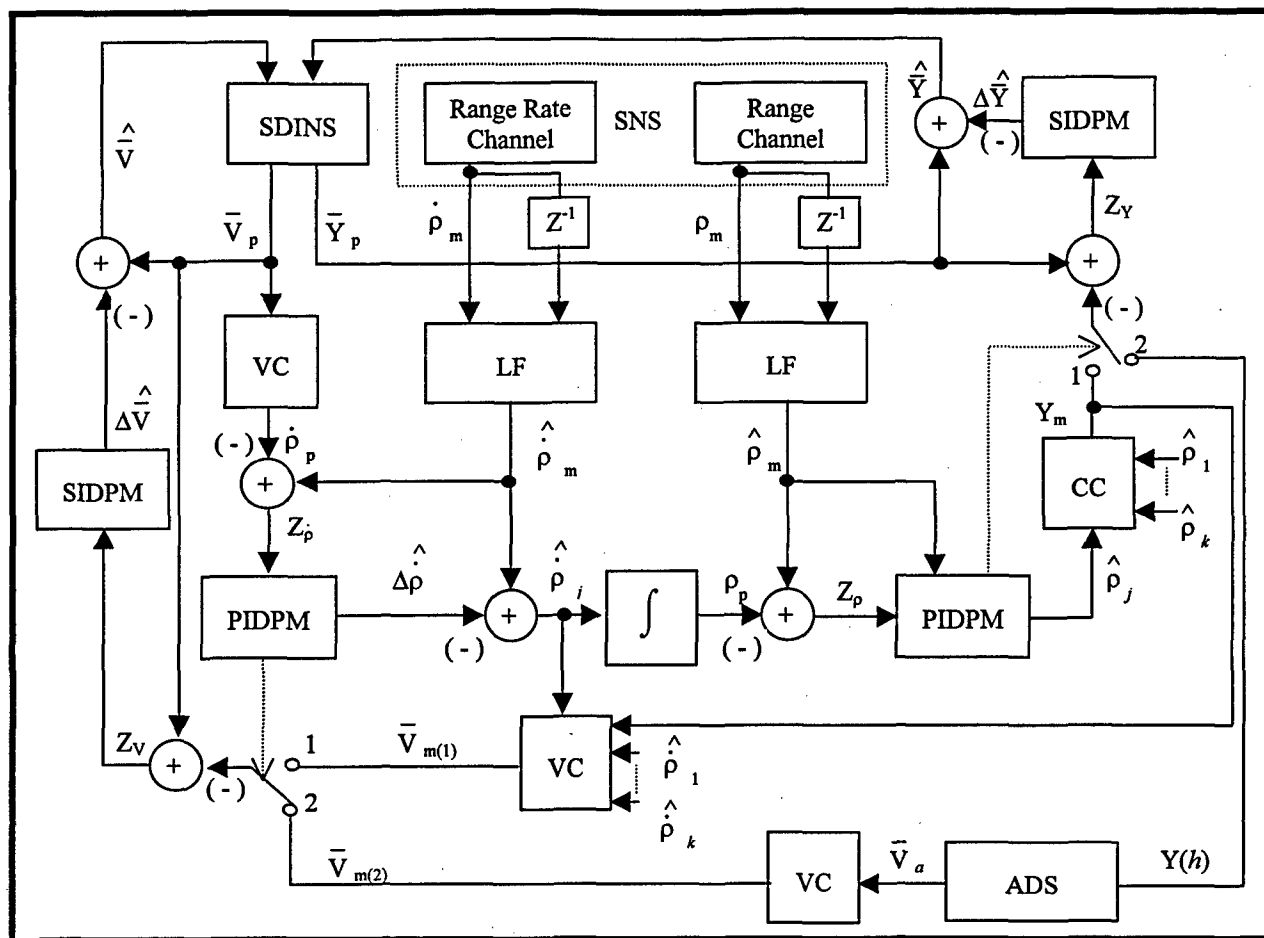 SDINS
Range Rate
Channel
SNS
Range
Channel
SIDPM
V̂̄
Ŷ̄
ΔŶ̄
(-)
+
V̄p
Ȳp
ρ̇m
Z⁻¹
ρm
Z⁻¹
ZY
+
+
(-)
(-)
VC
LF
LF
1
2
ΔV̂̄
(-)
ρ̇p
ρ̇̂m
ρ̂m
Ym
SIDPM
+
CC
ρ̂1
ρ̂k
Zρ̇
PIDPM
Δρ̇̂
(-)
+
ρ̇̂i
∫
ρp
(-)
+
Zρ
PIDPM
ρ̂j
ZV
+
(-)
1
2
V̄m(1)
VC
ρ̇̂1
ρ̇̂k
V̄m(2)
VC
V̄a
ADS
Y(h)